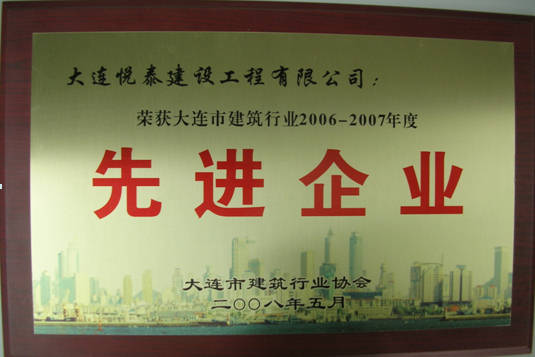 大连悦泰建设工程有限公司：
荣获大连市建筑行业2006-2007年度
先进企业
大连市建筑行业协会
二〇〇八年五月